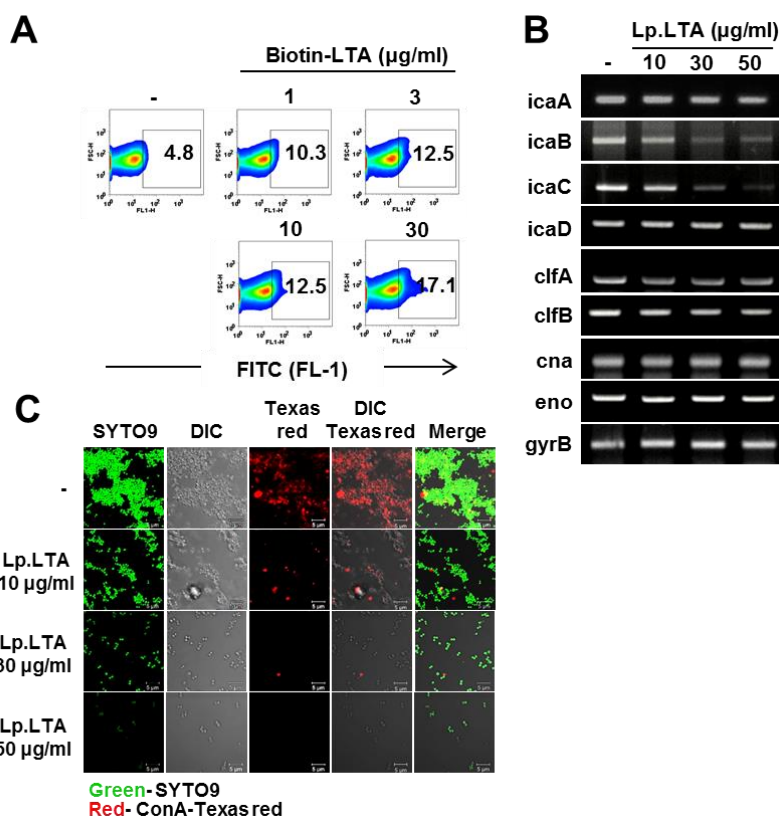 A
Biotin-LTA (µg/ml)
- 1 3
4.8 10.3 12.5
10 30
12.5 17.1
FSC-H
FL1-H
FITC (FL-1)
B
Lp.LTA (µg/ml)
- 10 30 50
icaA
icaB
icaC
icaD
clfA
clfB
cna
eno
gyrB
C
SYTO9 DIC Texas red DIC Texas red Merge
-
Lp.LTA
10 µg/ml
Lp.LTA
30 µg/ml
Lp.LTA
50 µg/ml
5 µm
Green- SYTO9
Red- ConA-Texas red